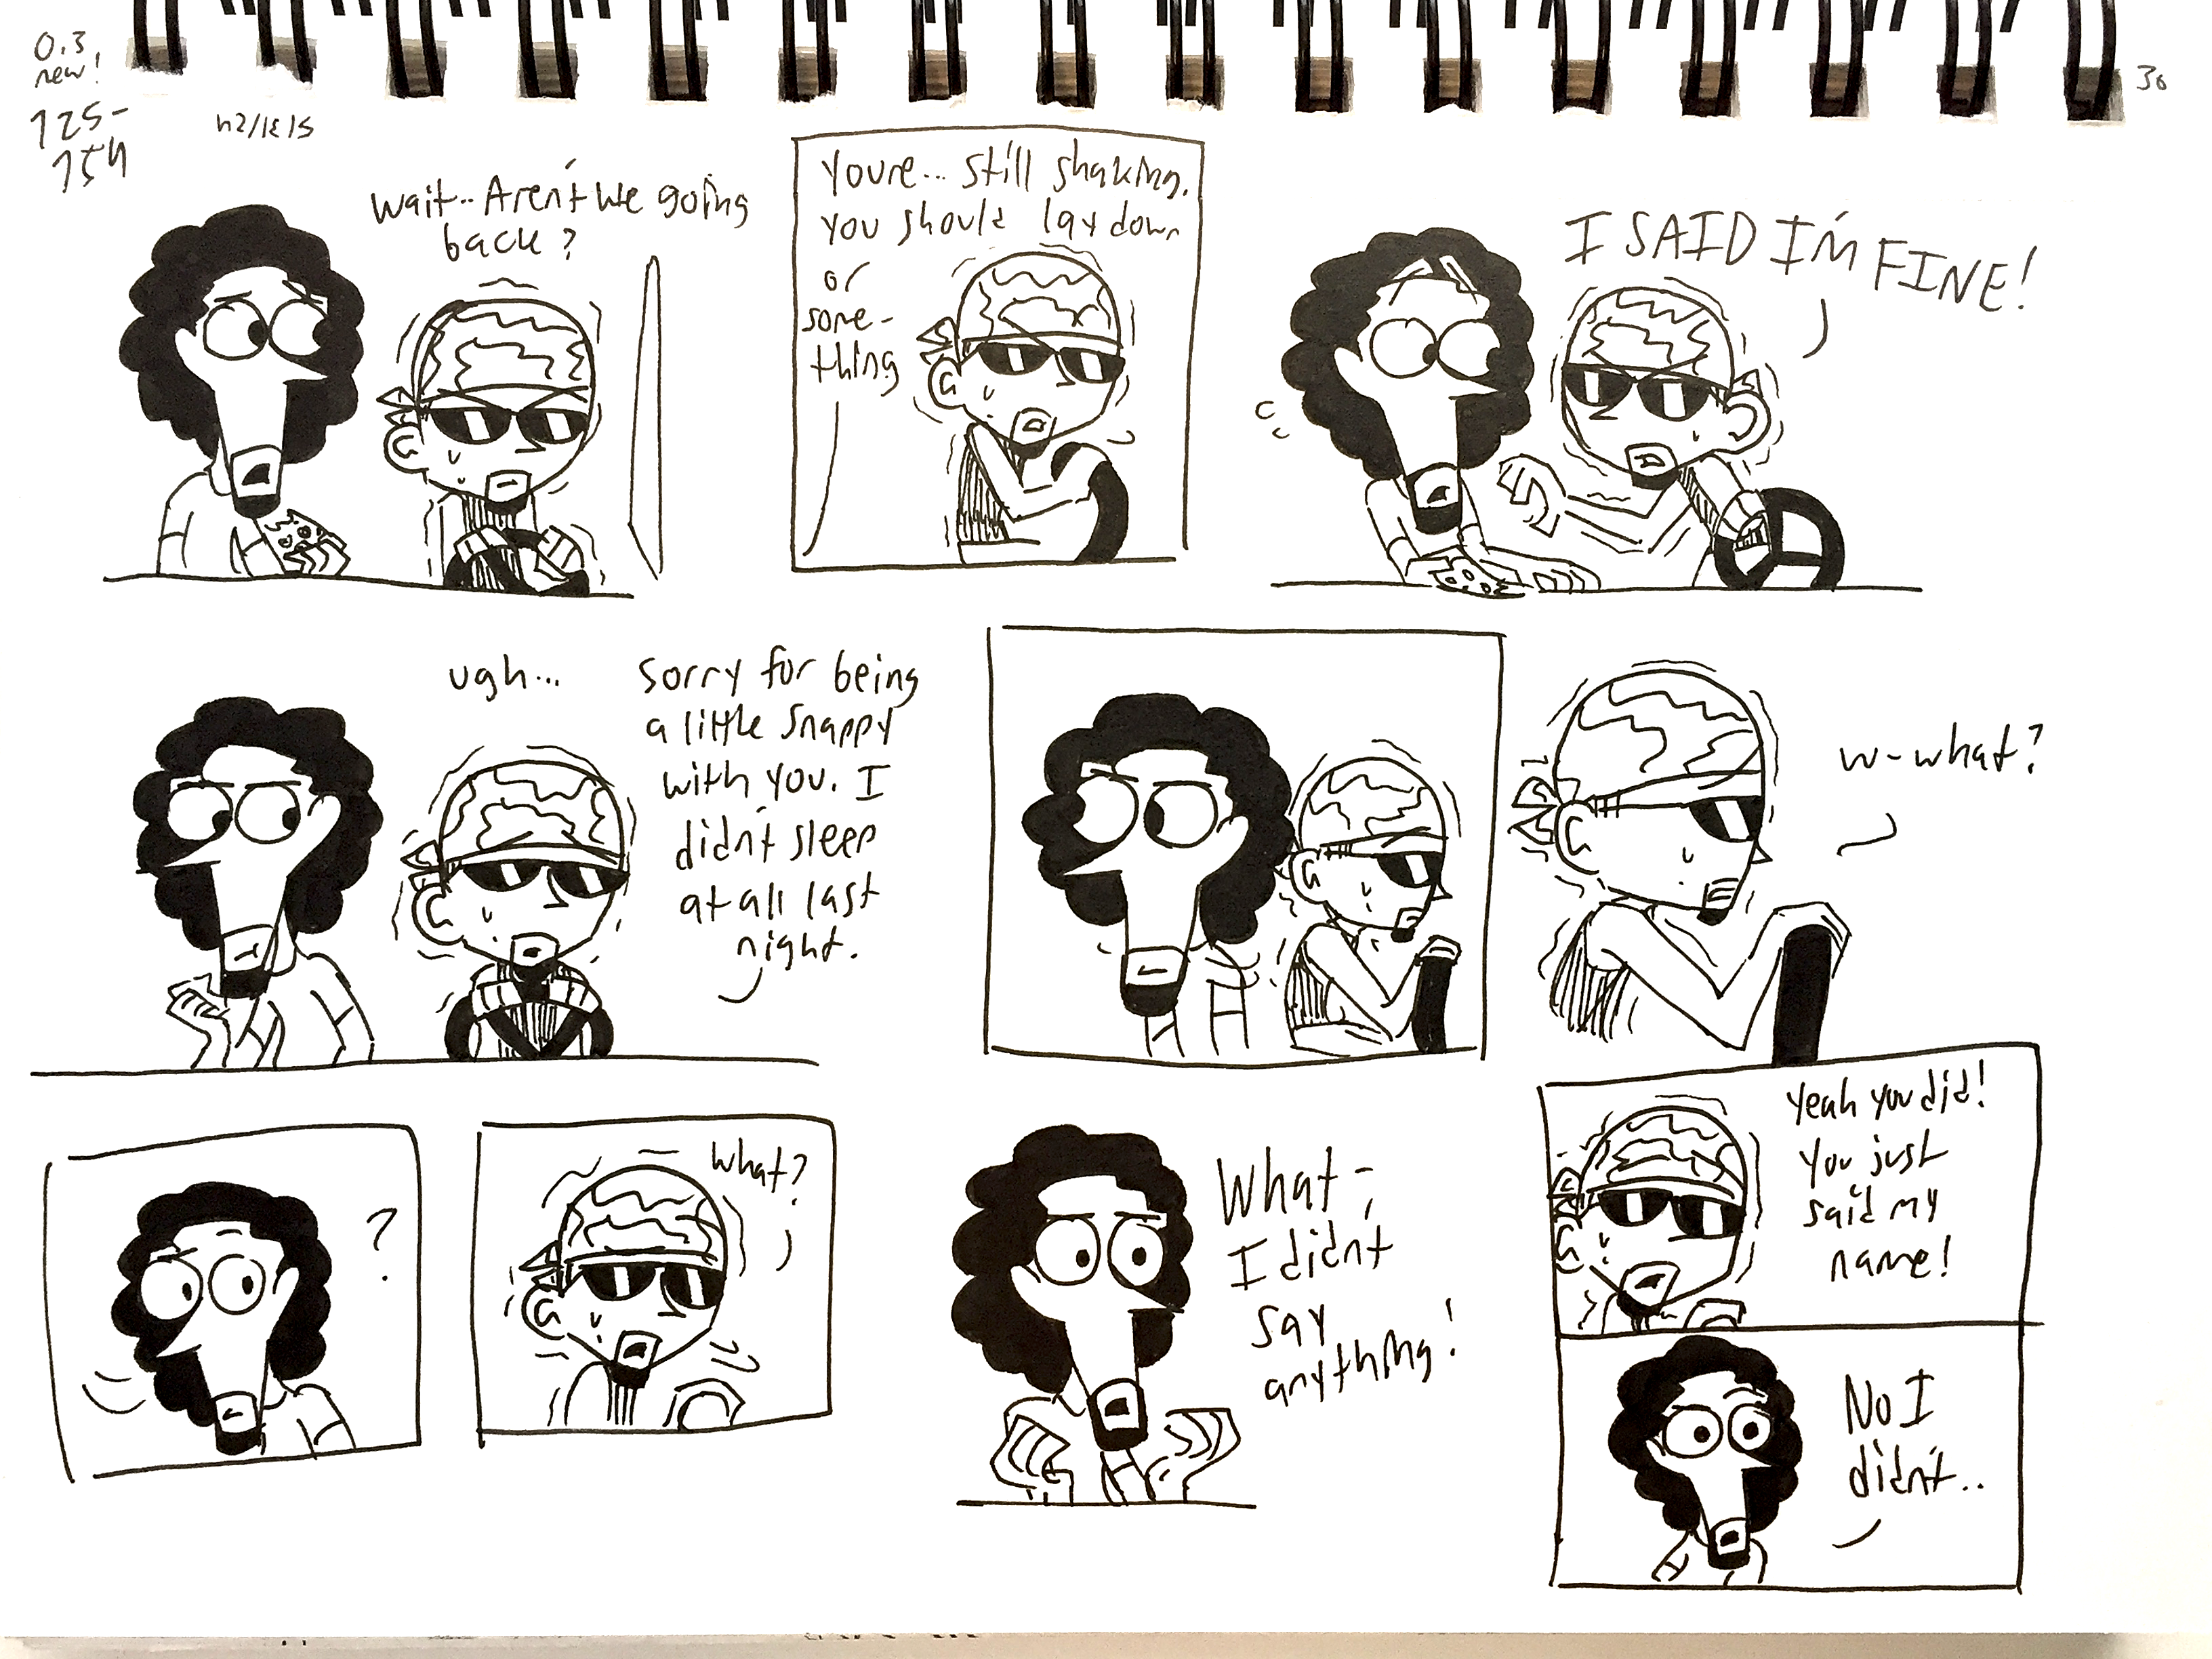 0.3
new!
125-
154
30
wait.. Aren't we going
back?
Youre... still shaking.
you should lay down
or
some-
thing
I SAID I'M FINE!
ugh...
sorry for being
a little snappy
with you. I
didn't sleep
at all last
night.
w-what?
?
what?
What-,
I didn't
say
anything!
Yeah you did!
You just
said my
name!
No I
didn't..